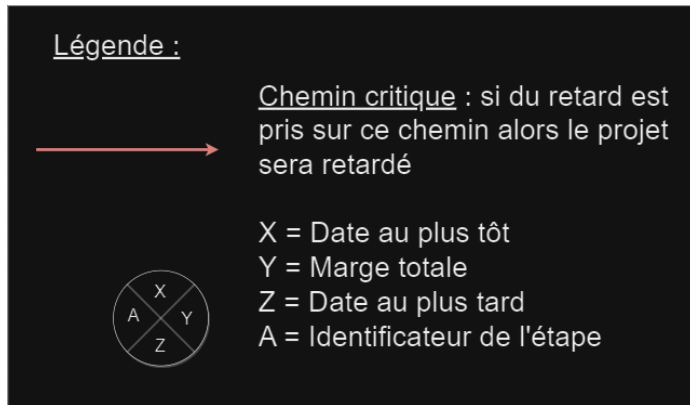 Légende :
Chemin critique : si du retard est
pris sur ce chemin alors le projet
sera retardé
X = Date au plus tôt
Y = Marge totale
Z = Date au plus tard
A = Identificateur de l'étape
X
A Y
Z